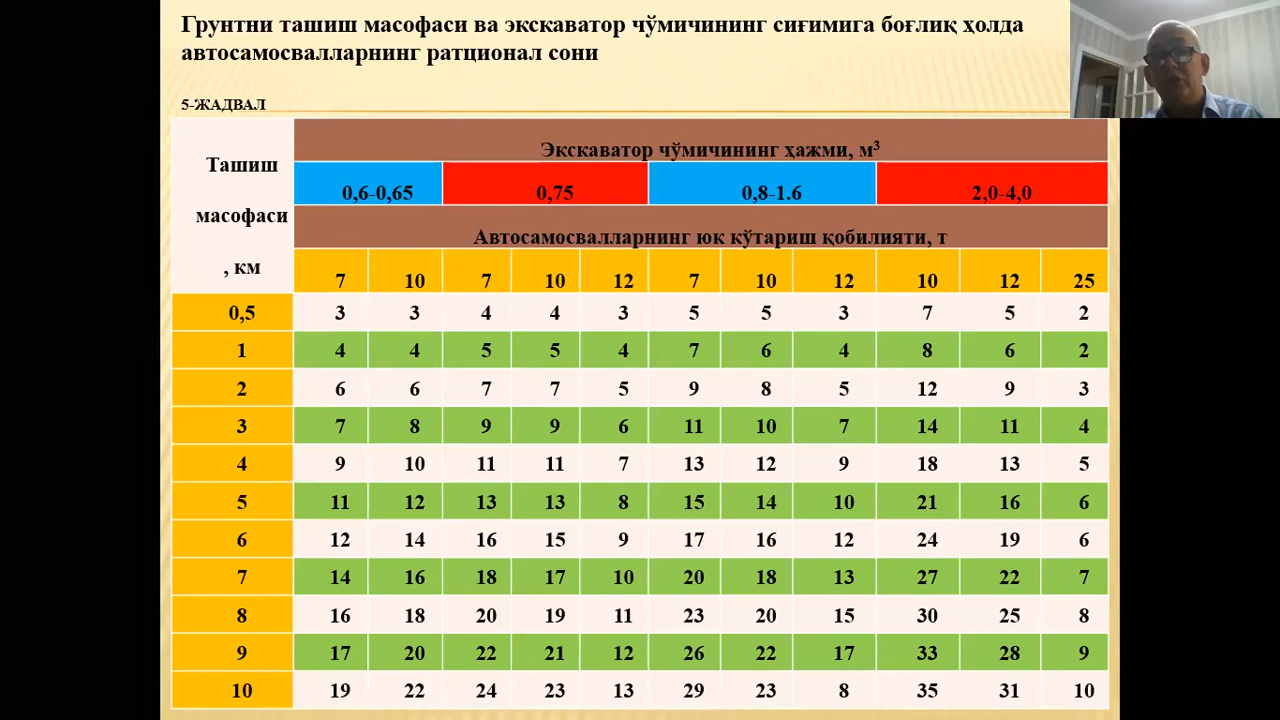 Грунтни ташиш масофаси ва экскаватор чўмичининг сиғимига боғлиқ ҳолда
автосамосвалларнинг ратционал сони
5-ЖАДВАЛ
Ташиш
масофаси
, км
Экскаватор чўмичининг ҳажми, м³
0,6-0,65 0,75 0,8-1.6 2,0-4,0
Автосамосвалларнинг юк кўтариш қобилияти, т
7 10 7 10 12 7 10 12 10 12 25
0,5 3 3 4 4 3 5 5 3 7 5 2
1 4 4 5 5 4 7 6 4 8 6 2
2 6 6 7 7 5 9 8 5 12 9 3
3 7 8 9 9 6 11 10 7 14 11 4
4 9 10 11 11 7 13 12 9 18 13 5
5 11 12 13 13 8 15 14 10 21 16 6
6 12 14 16 15 9 17 16 12 24 19 6
7 14 16 18 17 10 20 18 13 27 22 7
8 16 18 20 19 11 23 20 15 30 25 8
9 17 20 22 21 12 26 22 17 33 28 9
10 19 22 24 23 13 29 23 8 35 31 10